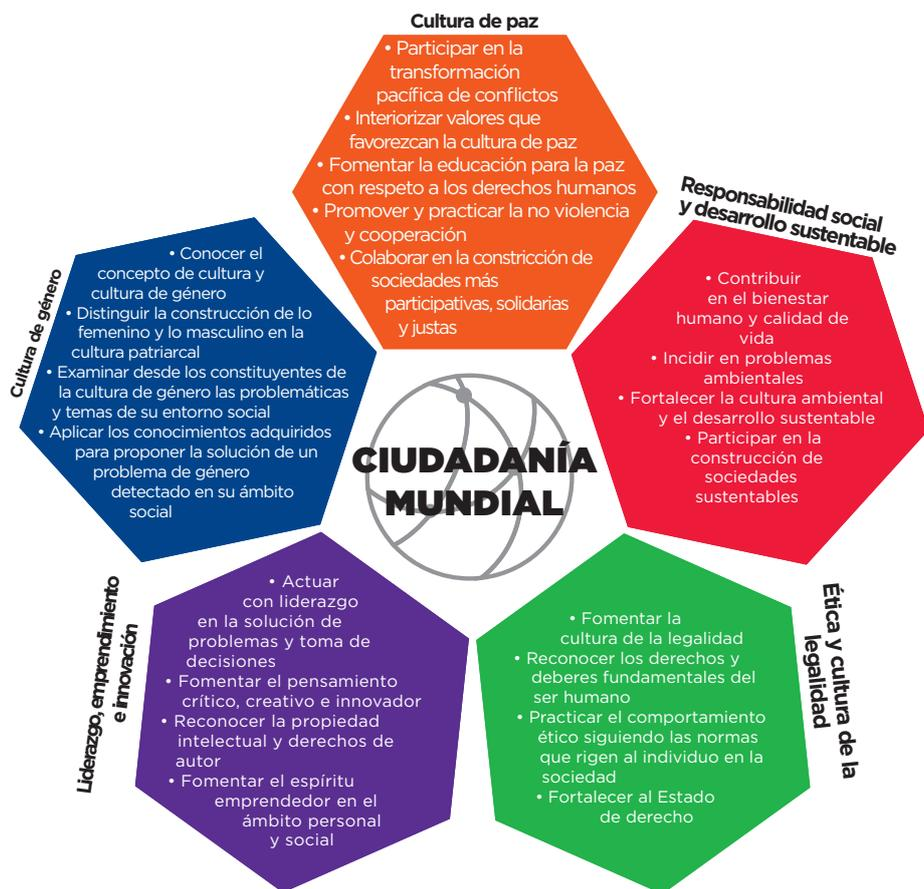 Cultura de paz
• Participar en la
transformación
pacífica de conflictos
• Interiorizar valores que
favorezcan la cultura de paz
• Fomentar la educación para la paz
con respeto a los derechos humanos
• Promover y practicar la no violencia
y cooperación
• Colaborar en la constricción de
sociedades más
participativas, solidarias
y justas
Responsabilidad social
y desarrollo sustentable
• Contribuir
en el bienestar
humano y calidad de
vida
• Incidir en problemas
ambientales
• Fortalecer la cultura ambiental
y el desarrollo sustentable
• Participar en la
construcción de
sociedades
sustentables
Cultura de género
• Conocer el
concepto de cultura y
cultura de género
• Distinguir la construcción de lo
femenino y lo masculino en la
cultura patriarcal
• Examinar desde los constituyentes de
la cultura de género las problemáticas
y temas de su entorno social
• Aplicar los conocimientos adquiridos
para proponer la solución de un
problema de género
detectado en su ámbito
social
CIUDADANÍA
MUNDIAL
Liderazgo, emprendimiento
e innovación
• Actuar
con liderazgo
en la solución de
problemas y toma de
decisiones
• Fomentar el pensamiento
crítico, creativo e innovador
• Reconocer la propiedad
intelectual y derechos de
autor
• Fomentar el espíritu
emprendedor en el
ámbito personal
y social
Ética y cultura de la
legalidad
• Fomentar la
cultura de la legalidad
• Reconocer los derechos y
deberes fundamentales del
ser humano
• Practicar el comportamiento
ético siguiendo las normas
que rigen al individuo en la
sociedad
• Fortalecer al Estado
de derecho